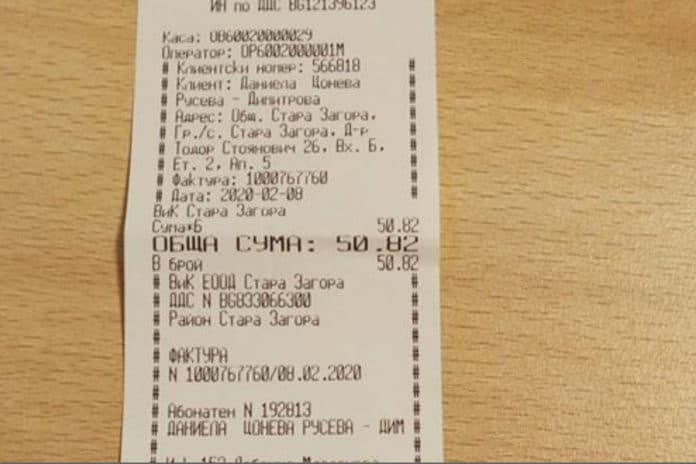 ИН по ДДС BG121396123
Каса: OB60020000029
Оператор: OP6002000001M
# Клиентски номер: 566818 #
# Клиент: Даниела Цонева #
# Русева - Димитрова #
# Адрес: Общ. Стара Загора, #
# Гр./с. Стара Загора, Д-р #
# Тодор Стоянович 26, Вх. Б, #
# Ет. 2, Ап. 5 #
# Фактура: 1000767760 #
# Дата: 2020-02-08 #
ВиК Стара Загора
Сума*Б 50.82
ОБЩА СУМА: 50.82
В брой 50.82
# ВиК ЕООД Стара Загора #
# ДДС N BG833066300 #
# Район Стара Загора #
# #
# ФАКТУРА #
# N 1000767760/08.02.2020 #
# #
# Абонатен N 192813 #
# ДАНИЕЛА ЦОНЕВА РУСЕВА - ДИМ #
# #